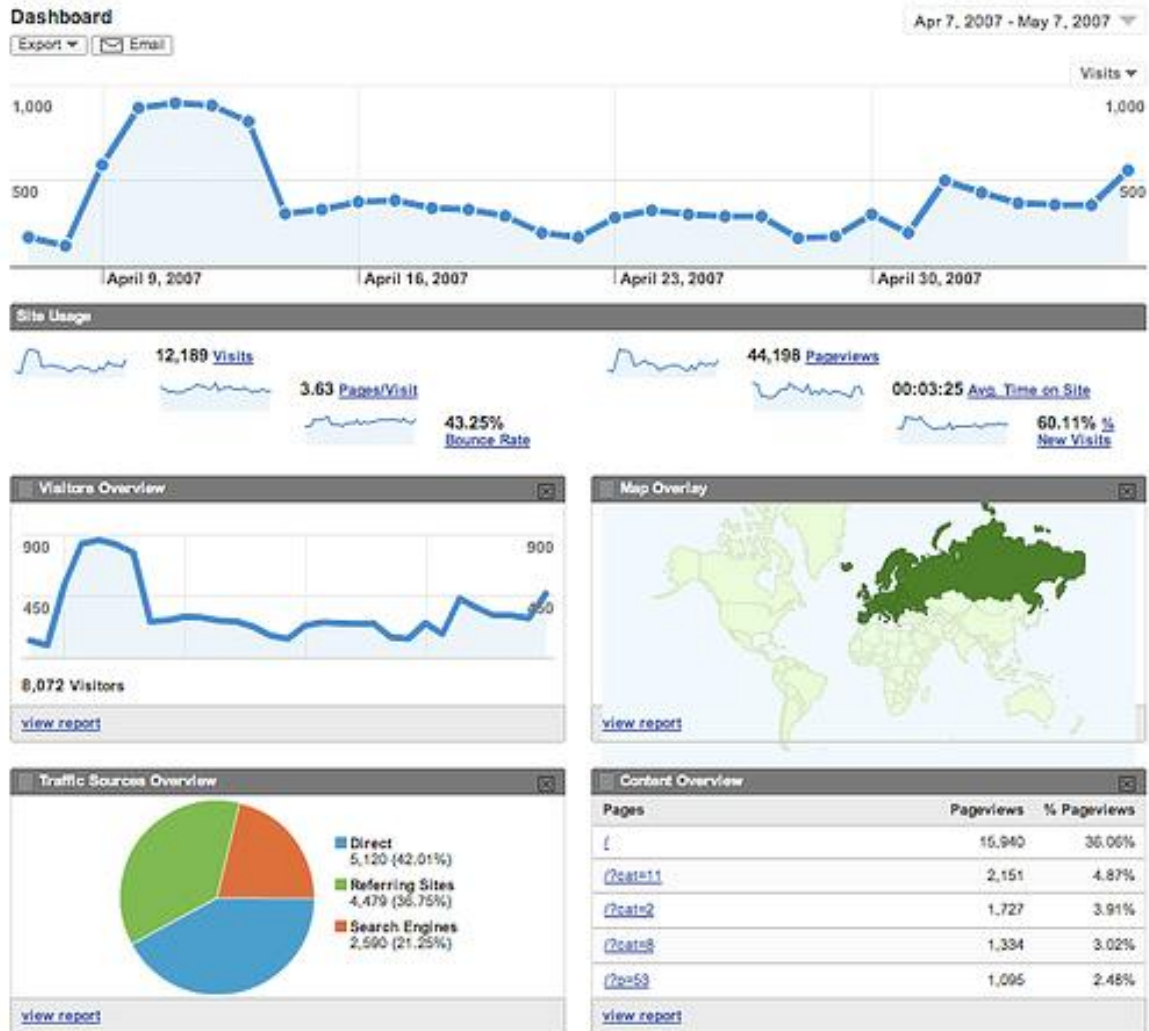 Dashboard
Apr 7, 2007 - May 7, 2007
Export
Email
Visits
1,000
1,000
500
500
April 9, 2007
April 16, 2007
April 23, 2007
April 30, 2007
Site Usage
12,189 Visits
44,198 Pageviews
3.63 Pages/Visit
00:03:25 Avg. Time on Site
43.25%
Bounce Rate
60.11% %
New Visits
Visitors Overview
900
900
450
450
8,072 Visitors
view report
Map Overlay
view report
Traffic Sources Overview
Direct
5,120 (42.01%)
Referring Sites
4,479 (36.75%)
Search Engines
2,590 (21.25%)
view report
Content Overview
Pages Pageviews % Pageviews
/ 15,940 36.06%
/?cat=11 2,151 4.87%
/?cat=2 1,727 3.91%
/?cat=8 1,334 3.02%
/?p=53 1,095 2.48%
view report